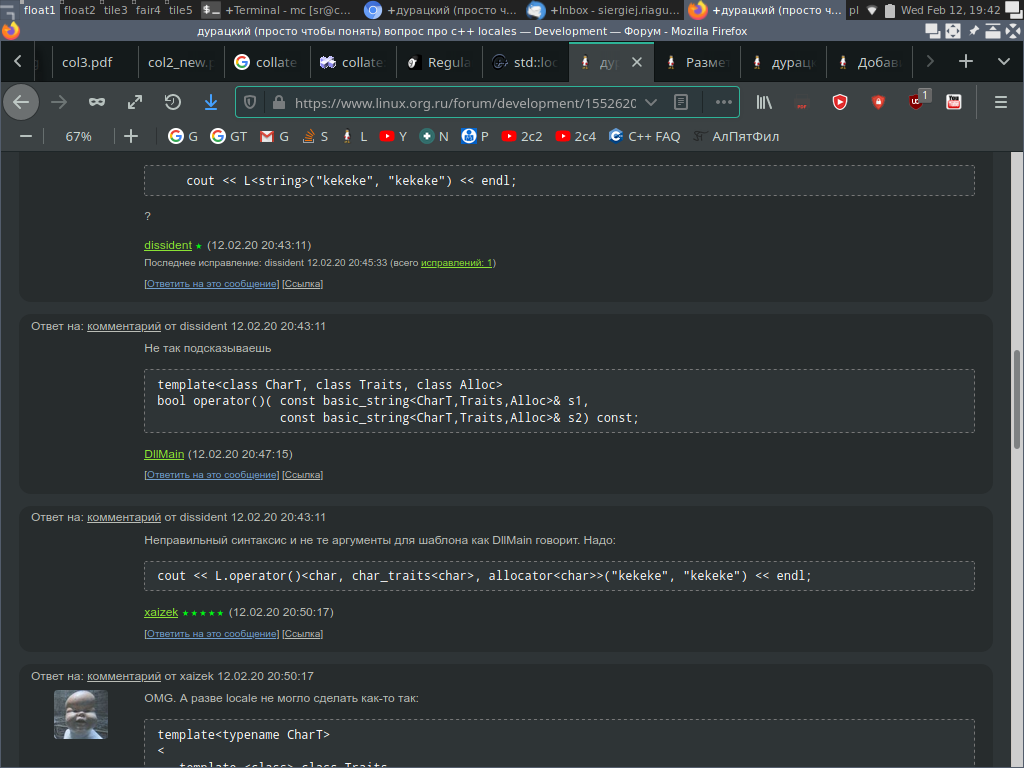 float1 float2 tile3 fair4 tile5 +Terminal - mc [sr@c... +дурацкий (просто ч... +Inbox - siergiej.riagu... +дурацкий (просто ч... pl Wed Feb 12, 19:42
дурацкий (просто чтобы понять) вопрос про c++ locales — Development — Форум - Mozilla Firefox
col3.pdf col2_new.p collate collate: Regula std::loc дур Размет дурац Добав
https://www.linux.org.ru/forum/development/1552620 1
67% G GT G S L Y N P 2c2 2c4 C++ FAQ АлПятФил
cout << L<string>("kekeke", "kekeke") << endl;
?
dissident ★ (12.02.20 20:43:11)
Последнее исправление: dissident 12.02.20 20:45:33 (всего исправлений: 1)
[Ответить на это сообщение] [Ссылка]
Ответ на: комментарий от dissident 12.02.20 20:43:11
Не так подсказываешь
template<class CharT, class Traits, class Alloc>
bool operator()( const basic_string<CharT,Traits,Alloc>& s1,
const basic_string<CharT,Traits,Alloc>& s2) const;
DllMain (12.02.20 20:47:15)
[Ответить на это сообщение] [Ссылка]
Ответ на: комментарий от dissident 12.02.20 20:43:11
Неправильный синтаксис и не те аргументы для шаблона как DllMain говорит. Надо:
cout << L.operator()<char, char_traits<char>, allocator<char>>("kekeke", "kekeke") << endl;
xaizek ★★★★★ (12.02.20 20:50:17)
[Ответить на это сообщение] [Ссылка]
Ответ на: комментарий от xaizek 12.02.20 20:50:17
OMG. А разве locale не могло сделать как-то так:
template<typename CharT>
<
template <class> class Traits